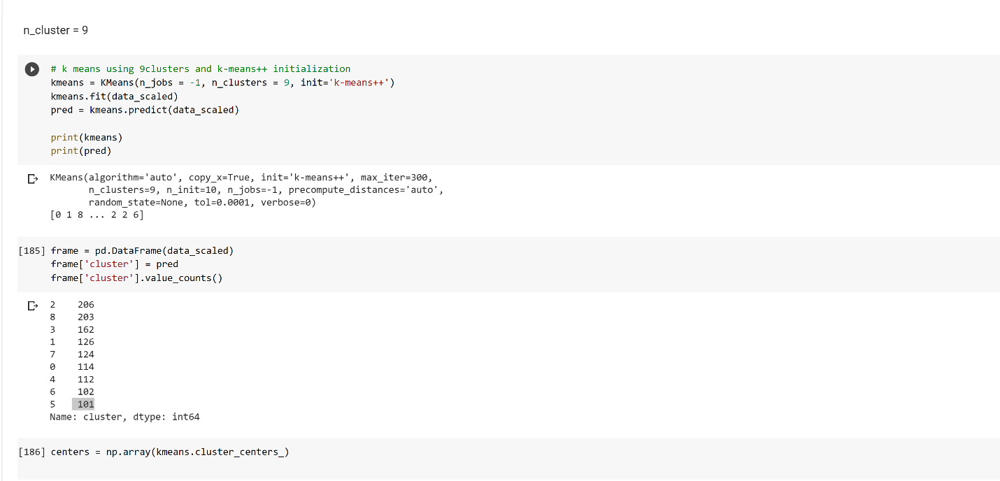 n_cluster = 9
# k means using 9clusters and k-means++ initialization
kmeans = KMeans(n_jobs = -1, n_clusters = 9, init='k-means++')
kmeans.fit(data_scaled)
pred = kmeans.predict(data_scaled)
print(kmeans)
print(pred)
KMeans(algorithm='auto', copy_x=True, init='k-means++', max_iter=300,
n_clusters=9, n_init=10, n_jobs=-1, precompute_distances='auto',
random_state=None, tol=0.0001, verbose=0)
[0 1 8 ... 2 2 6]
[185] frame = pd.DataFrame(data_scaled)
frame['cluster'] = pred
frame['cluster'].value_counts()
2    206
8    203
3    162
1    126
7    124
0    114
4    112
6    102
5    101
Name: cluster, dtype: int64
[186] centers = np.array(kmeans.cluster_centers_)